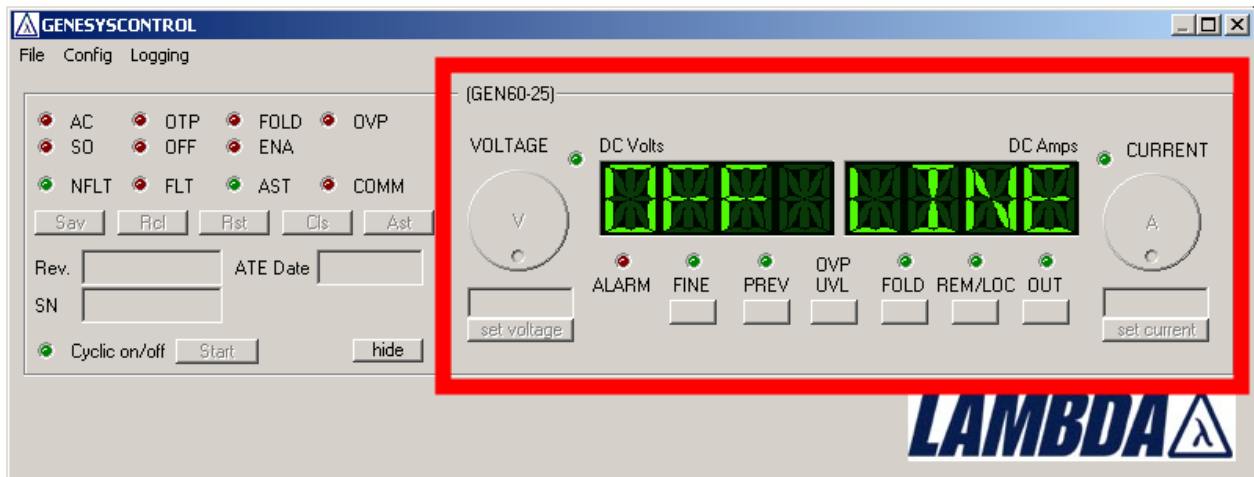 GENESYSCONTROL
File Config Logging
AC OTP FOLD OVP
SO OFF ENA
NFLT FLT AST COMM
Sav Rcl Rst Cls Ast
Rev. ATE Date
SN
Cyclic on/off Start hide
(GEN60-25)
VOLTAGE DC Volts DC Amps CURRENT
OFF LINE
V A
ALARM FINE PREV OVP UVL FOLD REM/LOC OUT
set voltage set current
LAMBDA λ